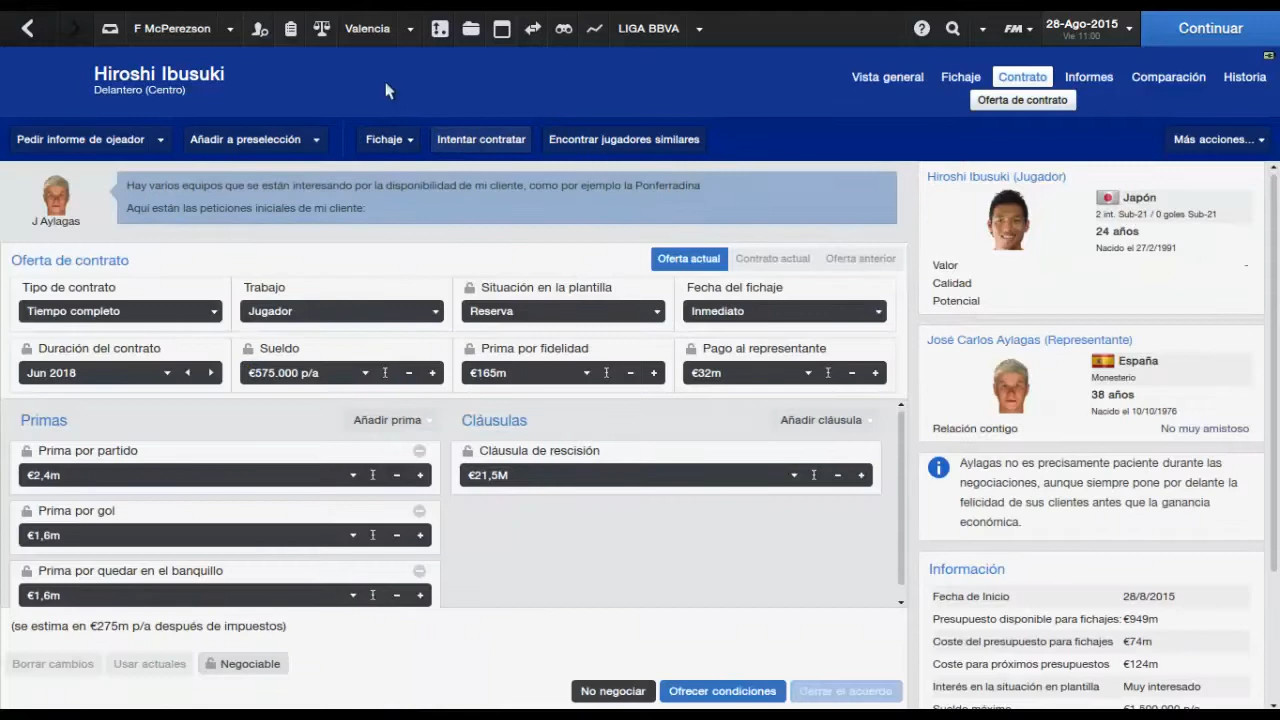 F McPerezson
Valencia
LIGA BBVA
FM
28-Ago-2015
Vie 11:00
Continuar
Hiroshi Ibusuki
Delantero (Centro)
Vista general
Fichaje
Contrato
Informes
Comparación
Historia
Oferta de contrato
Pedir informe de ojeador
Añadir a preselección
Fichaje
Intentar contratar
Encontrar jugadores similares
Más acciones...
J Aylagas
Hay varios equipos que se están interesando por la disponibilidad de mi cliente, como por ejemplo la Ponferradina
Aquí están las peticiones iniciales de mi cliente:
Oferta de contrato
Oferta actual
Contrato actual
Oferta anterior
Tipo de contrato
Tiempo completo
Trabajo
Jugador
Situación en la plantilla
Reserva
Fecha del fichaje
Inmediato
Duración del contrato
Jun 2018
Sueldo
€575.000 p/a
Prima por fidelidad
€165m
Pago al representante
€32m
Primas
Añadir prima
Prima por partido
€2,4m
Prima por gol
€1,6m
Prima por quedar en el banquillo
€1,6m
Cláusulas
Añadir cláusula
Cláusula de rescisión
€21,5M
(se estima en €275m p/a después de impuestos)
Borrar cambios
Usar actuales
Negociable
No negociar
Ofrecer condiciones
Cerrar el acuerdo
Hiroshi Ibusuki (Jugador)
Japón
2 int. Sub-21 / 0 goles Sub-21
24 años
Nacido el 27/2/1991
Valor -
Calidad
Potencial
José Carlos Aylagas (Representante)
España
Monesterio
38 años
Nacido el 10/10/1976
Relación contigo No muy amistoso
Aylagas no es precisamente paciente durante las
negociaciones, aunque siempre pone por delante la
felicidad de sus clientes antes que la ganancia
económica.
Información
Fecha de Inicio 28/8/2015
Presupuesto disponible para fichajes: €949m
Coste del presupuesto para fichajes €74m
Coste para próximos presupuestos €124m
Interés en la situación en plantilla Muy interesado
Sueldo máximo €1.500.000 p/a